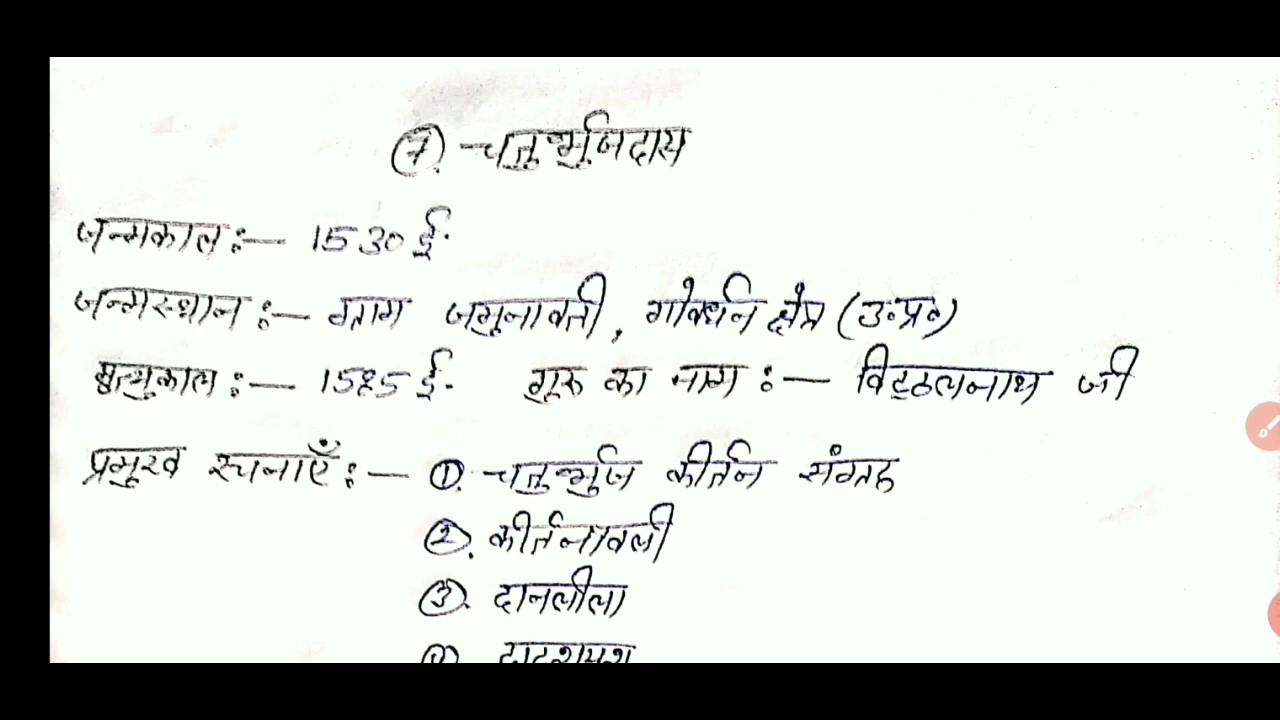 (7). चतुर्भुजदास
जन्मकाल :— 1530 ई.
जन्मस्थान :— ग्राम जमुनावती, गोवर्धन क्षेत्र (उ.प्र.)
मृत्युकाल :— 1585 ई. गुरु का नाम :— विट्ठलनाथ जी
प्रमुख रचनाएँ :— (1). चतुर्भुज कीर्तन संग्रह
(2). कीर्तनावली
(3). दानलीला